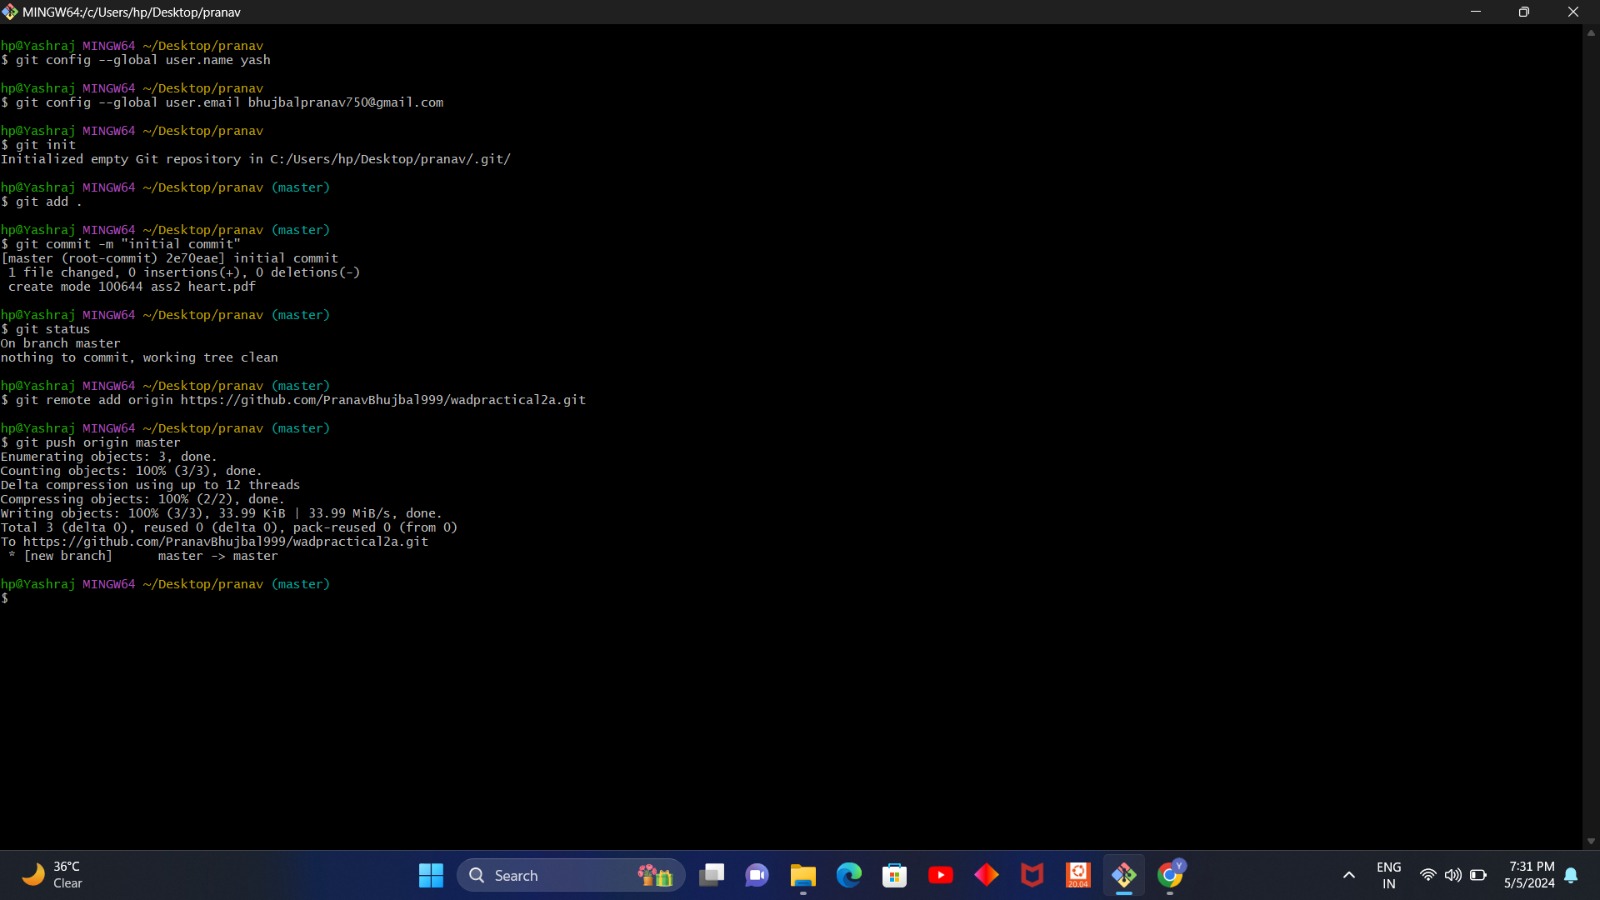 MINGW64:/c/Users/hp/Desktop/pranav
hp@Yashraj MINGW64 ~/Desktop/pranav
$ git config --global user.name yash
hp@Yashraj MINGW64 ~/Desktop/pranav
$ git config --global user.email bhujbalpranav750@gmail.com
hp@Yashraj MINGW64 ~/Desktop/pranav
$ git init
Initialized empty Git repository in C:/Users/hp/Desktop/pranav/.git/
hp@Yashraj MINGW64 ~/Desktop/pranav (master)
$ git add .
hp@Yashraj MINGW64 ~/Desktop/pranav (master)
$ git commit -m "initial commit"
[master (root-commit) 2e70eae] initial commit
1 file changed, 0 insertions(+), 0 deletions(-)
create mode 100644 ass2 heart.pdf
hp@Yashraj MINGW64 ~/Desktop/pranav (master)
$ git status
On branch master
nothing to commit, working tree clean
hp@Yashraj MINGW64 ~/Desktop/pranav (master)
$ git remote add origin https://github.com/PranavBhujbal999/wadpractical2a.git
hp@Yashraj MINGW64 ~/Desktop/pranav (master)
$ git push origin master
Enumerating objects: 3, done.
Counting objects: 100% (3/3), done.
Delta compression using up to 12 threads
Compressing objects: 100% (2/2), done.
Writing objects: 100% (3/3), 33.99 KiB | 33.99 MiB/s, done.
Total 3 (delta 0), reused 0 (delta 0), pack-reused 0 (from 0)
To https://github.com/PranavBhujbal999/wadpractical2a.git
* [new branch]      master -> master
hp@Yashraj MINGW64 ~/Desktop/pranav (master)
$
36°C
Clear
Search
20.04
Y
ENG
IN
7:31 PM
5/5/2024